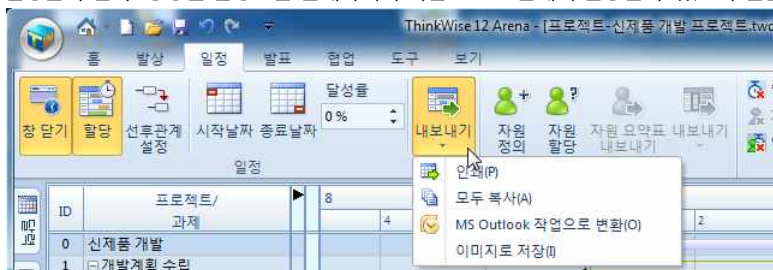 ThinkWise 12 Arena - [프로젝트-신제품 개발 프로젝트.twd
홈 발상 일정 발표 협업 도구 보기
창 닫기
할당
선후관계 설정
시작날짜
종료날짜
달성률
0 %
내보내기
자원 정의
자원 할당
자원 요약표 내보내기
내보내기
일정
인쇄(P)
모두 복사(A)
MS Outlook 작업으로 변환(O)
이미지로 저장(I)
ID
프로젝트/
과제
8
4
2
0 신제품 개발
1 개발계획 수립